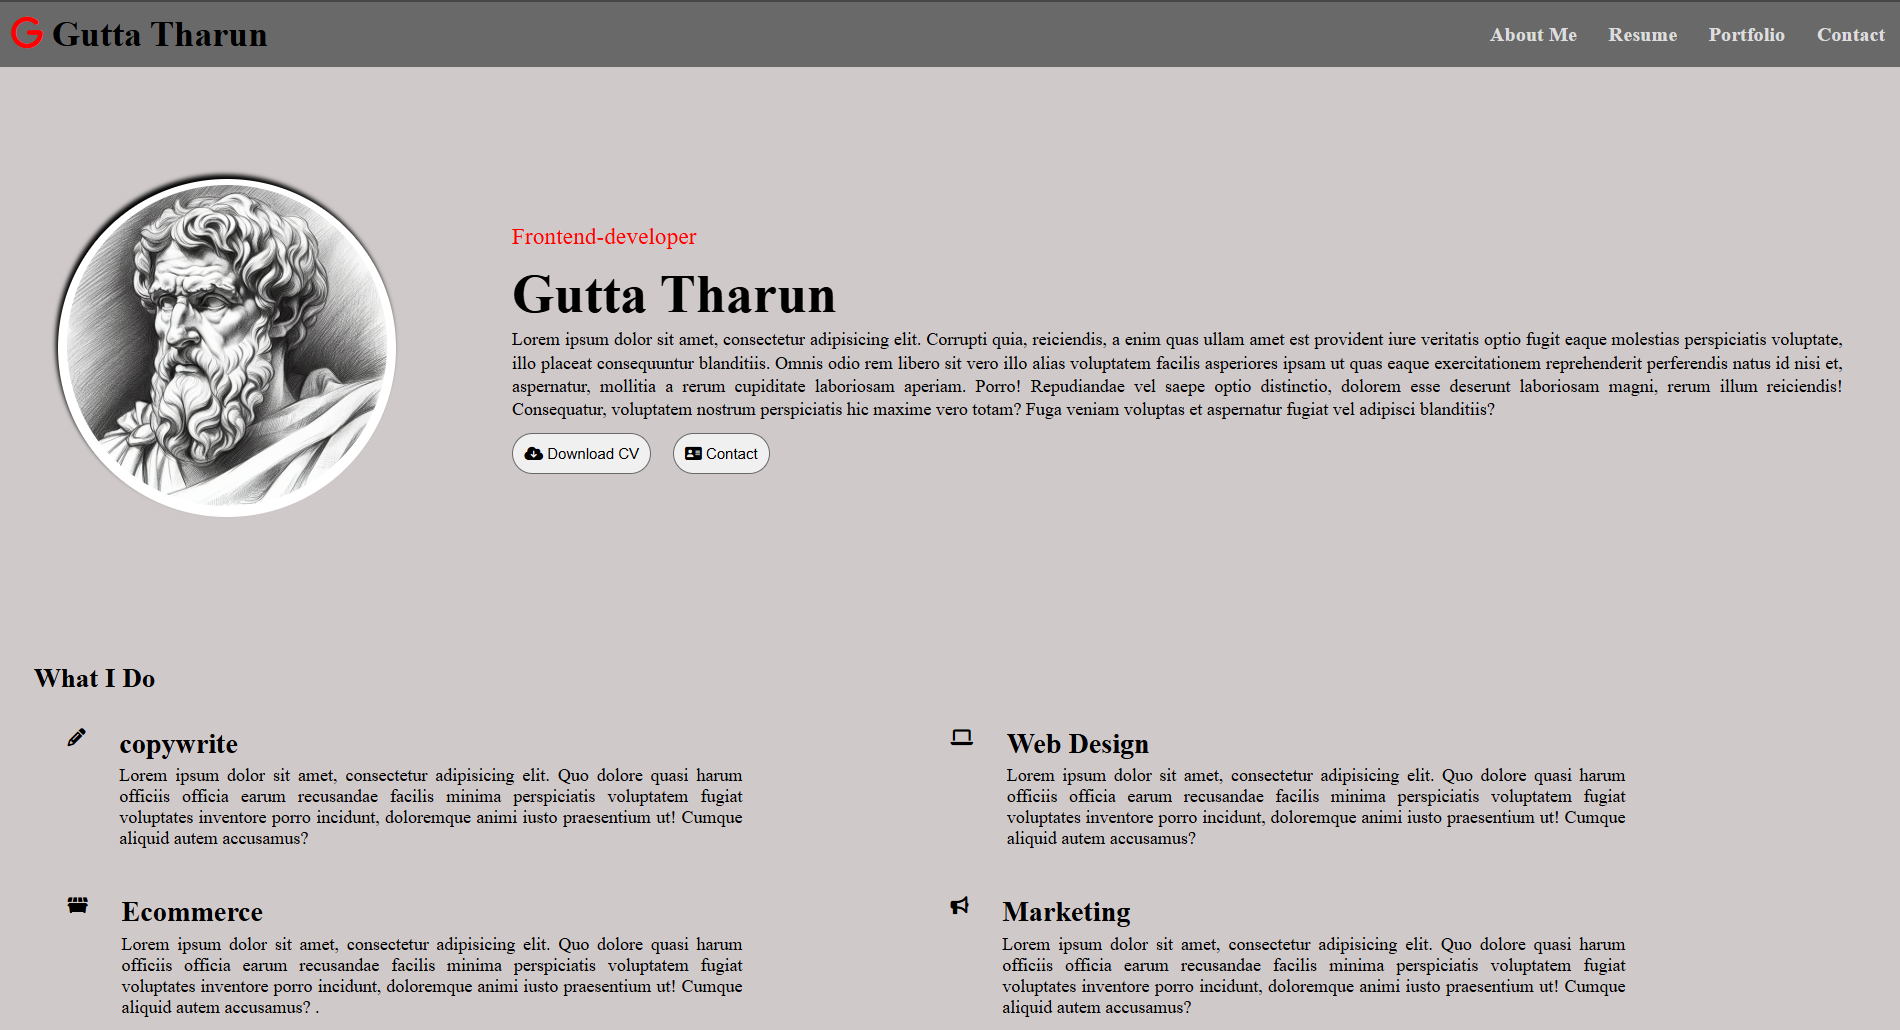 G Gutta Tharun
About Me Resume Portfolio Contact
Frontend-developer
Gutta Tharun
Lorem ipsum dolor sit amet, consectetur adipisicing elit. Corrupti quia, reiciendis, a enim quas ullam amet est provident iure veritatis optio fugit eaque molestias perspiciatis voluptate,
illo placeat consequuntur blanditiis. Omnis odio rem libero sit vero illo alias voluptatem facilis asperiores ipsam ut quas eaque exercitationem reprehenderit perferendis natus id nisi et,
aspernatur, mollitia a rerum cupiditate laboriosam aperiam. Porro! Repudiandae vel saepe optio distinctio, dolorem esse deserunt laboriosam magni, rerum illum reiciendis!
Consequatur, voluptatem nostrum perspiciatis hic maxime vero totam? Fuga veniam voluptas et aspernatur fugiat vel adipisci blanditiis?
Download CV
Contact
What I Do
copywrite
Lorem ipsum dolor sit amet, consectetur adipisicing elit. Quo dolore quasi harum
officiis officia earum recusandae facilis minima perspiciatis voluptatem fugiat
voluptates inventore porro incidunt, doloremque animi iusto praesentium ut! Cumque
aliquid autem accusamus?
Web Design
Lorem ipsum dolor sit amet, consectetur adipisicing elit. Quo dolore quasi harum
officiis officia earum recusandae facilis minima perspiciatis voluptatem fugiat
voluptates inventore porro incidunt, doloremque animi iusto praesentium ut! Cumque
aliquid autem accusamus?
Ecommerce
Lorem ipsum dolor sit amet, consectetur adipisicing elit. Quo dolore quasi harum
officiis officia earum recusandae facilis minima perspiciatis voluptatem fugiat
voluptates inventore porro incidunt, doloremque animi iusto praesentium ut! Cumque
aliquid autem accusamus? .
Marketing
Lorem ipsum dolor sit amet, consectetur adipisicing elit. Quo dolore quasi harum
officiis officia earum recusandae facilis minima perspiciatis voluptatem fugiat
voluptates inventore porro incidunt, doloremque animi iusto praesentium ut! Cumque
aliquid autem accusamus?